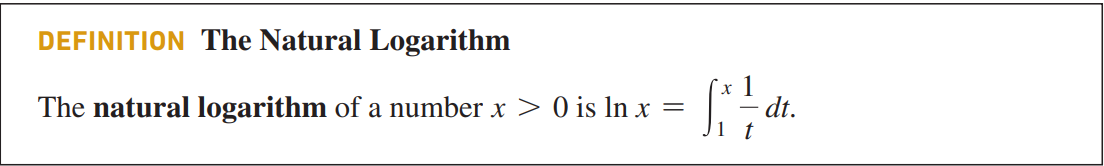 DEFINITION The Natural Logarithm
The natural logarithm of a number x > 0 is ln x = ∫₁ˣ 1/t dt.